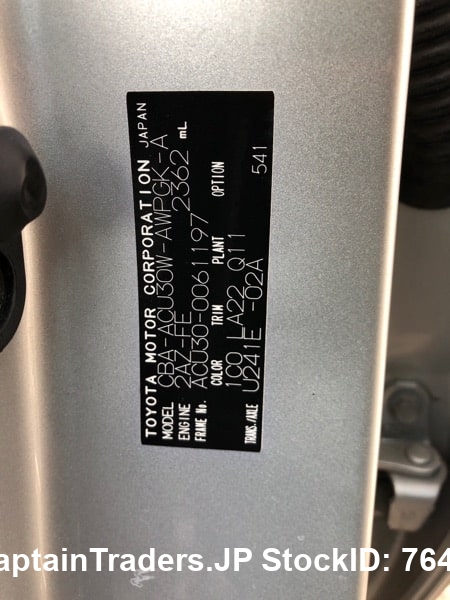 TOYOTA MOTOR CORPORATION JAPAN
MODEL CBA-ACU30W-AWPGK-A
ENGINE 2AZ-FE 2362 mL
FRAME No. ACU30-0061197
COLOR TRIM PLANT OPTION
1C0 LA22 Q11
TRANS./AXLE U241E -02A 541
aptainTraders.JP StockID: 764